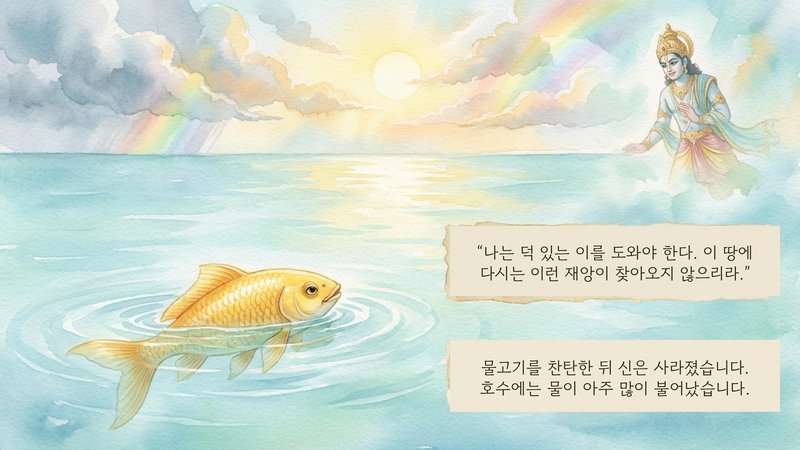 “나는 덕 있는 이를 도와야 한다. 이 땅에
다시는 이런 재앙이 찾아오지 않으리라.”
물고기를 찬탄한 뒤 신은 사라졌습니다.
호수에는 물이 아주 많이 불어났습니다.